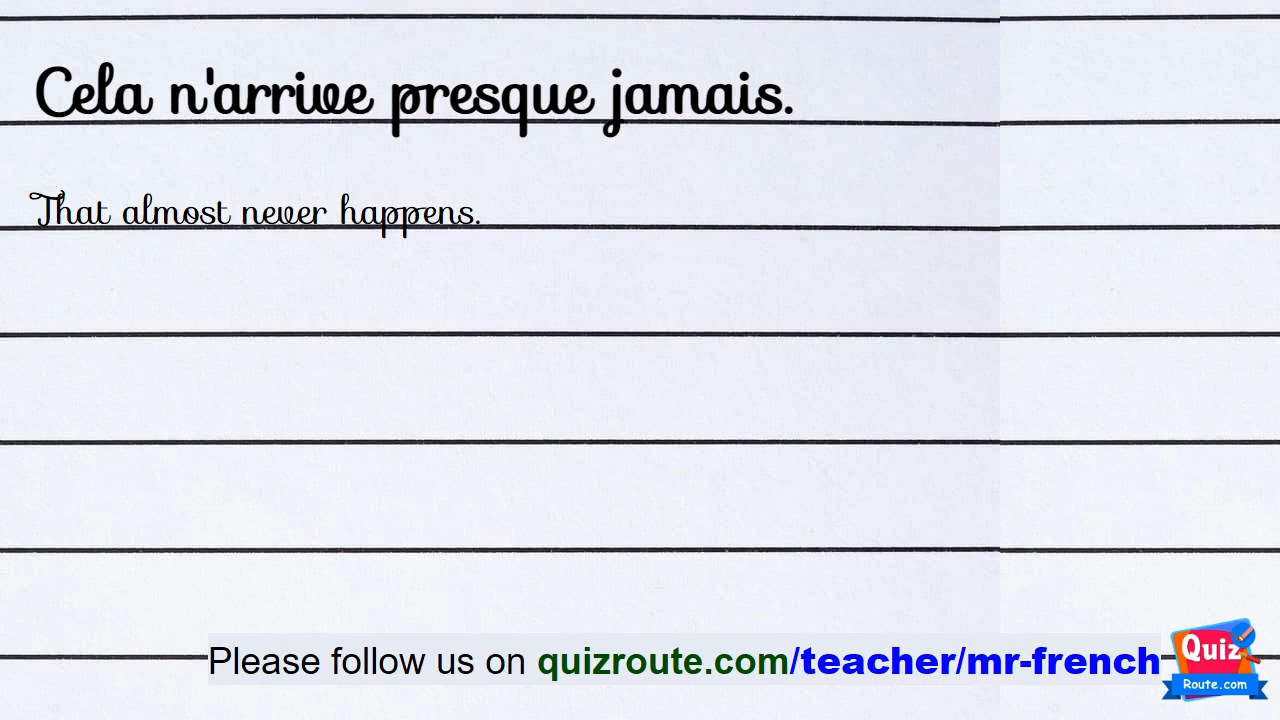 Cela n'arrive presque jamais.
That almost never happens.
Please follow us on quizroute.com/teacher/mr-french
Quiz
Route.com